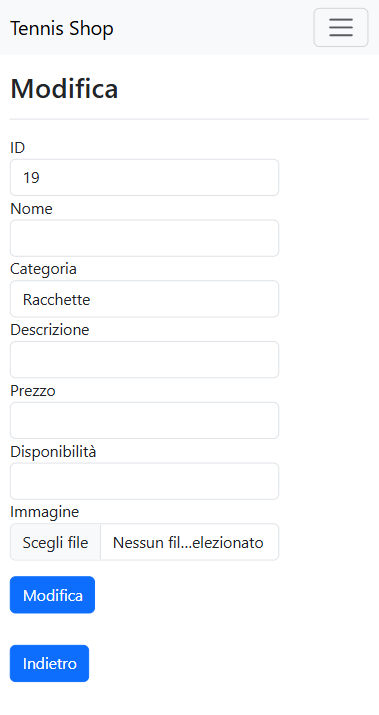 Tennis Shop
Modifica
ID
19
Nome
Categoria
Racchette
Descrizione
Prezzo
Disponibilità
Immagine
Scegli file Nessun fil...elezionato
Modifica
Indietro